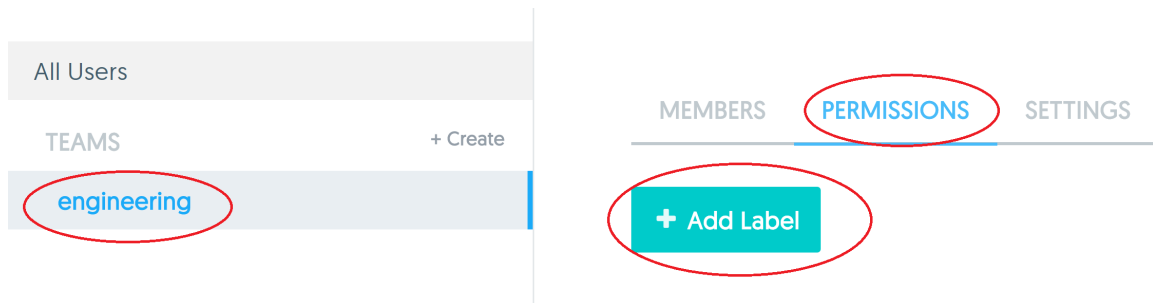 All Users
TEAMS
+ Create
engineering
MEMBERS
PERMISSIONS
SETTINGS
+ Add Label